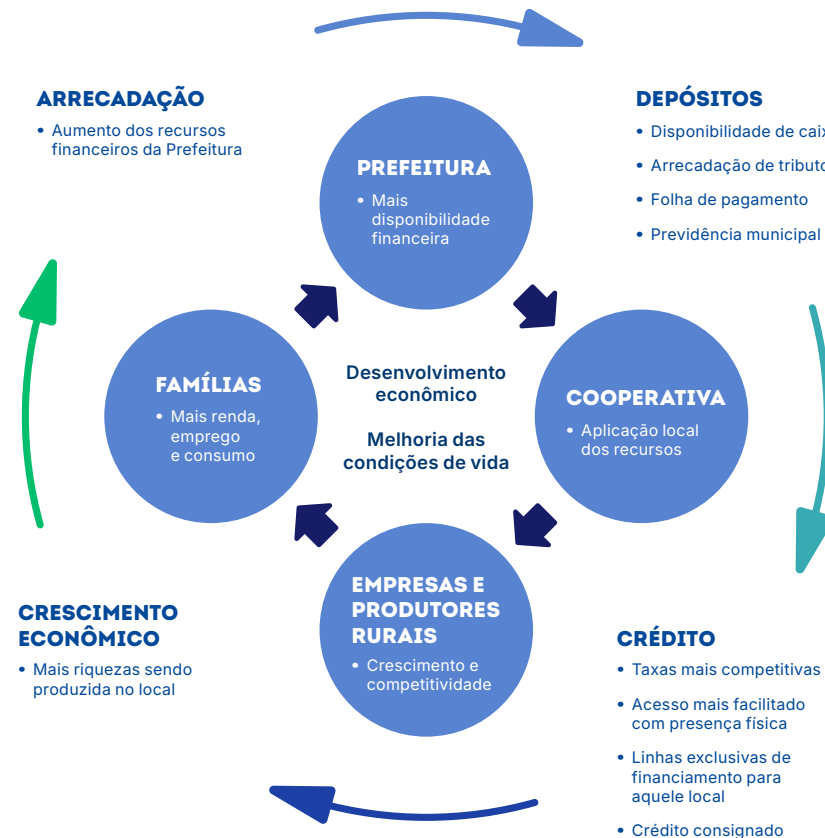 ARRECADAÇÃO
• Aumento dos recursos
financeiros da Prefeitura
DEPÓSITOS
• Disponibilidade de
• Arrecadação de
• Folha de pagamento
• Previdência municipal
PREFEITURA
• Mais
disponibilidade
financeira
FAMÍLIAS
• Mais renda,
emprego
e consumo
Desenvolvimento
econômico
Melhoria das
condições de vida
COOPERATIVA
• Aplicação local
dos recursos
EMPRESAS E
PRODUTORES
RURAIS
• Crescimento e
competitividade
CRESCIMENTO
ECONÔMICO
• Mais riquezas sendo
produzida no local
CRÉDITO
• Taxas mais competitivas
• Acesso mais facilitado
com presença física
• Linhas exclusivas de
financiamento para
aquele local
• Crédito consignado